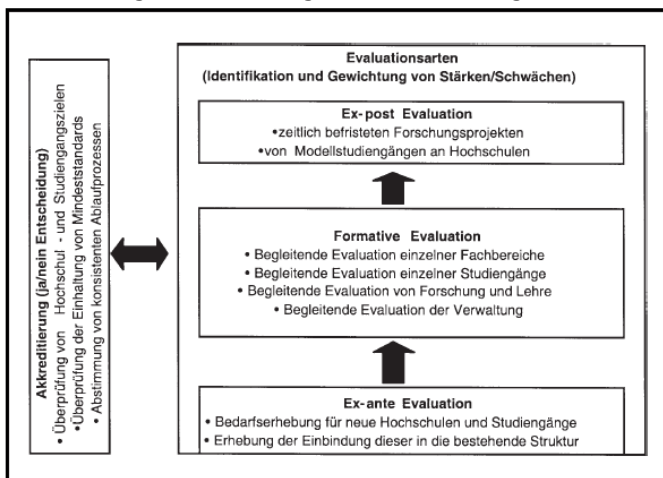 Akkreditierung (ja/nein Entscheidung)
• Überprüfung von Hochschul - und Studiengangszielen
•Überprüfung der Einhaltung von Mindeststandards
• Abstimmung von konsistenten Ablaufprozessen
Evaluationsarten
(Identifikation und Gewichtung von Stärken/Schwächen)
Ex-post Evaluation
•zeitlich befristeten Forschungsprojekten
•von Modellstudiengängen an Hochschulen
Formative Evaluation
• Begleitende Evaluation einzelner Fachbereiche
• Begleitende Evaluation einzelner Studiengänge
• Begleitende Evaluation von Forschung und Lehre
• Begleitende Evaluation der Verwaltung
Ex-ante Evaluation
• Bedarfserhebung für neue Hochschulen und Studiengänge
• Erhebung der Einbindung dieser in die bestehende Struktur